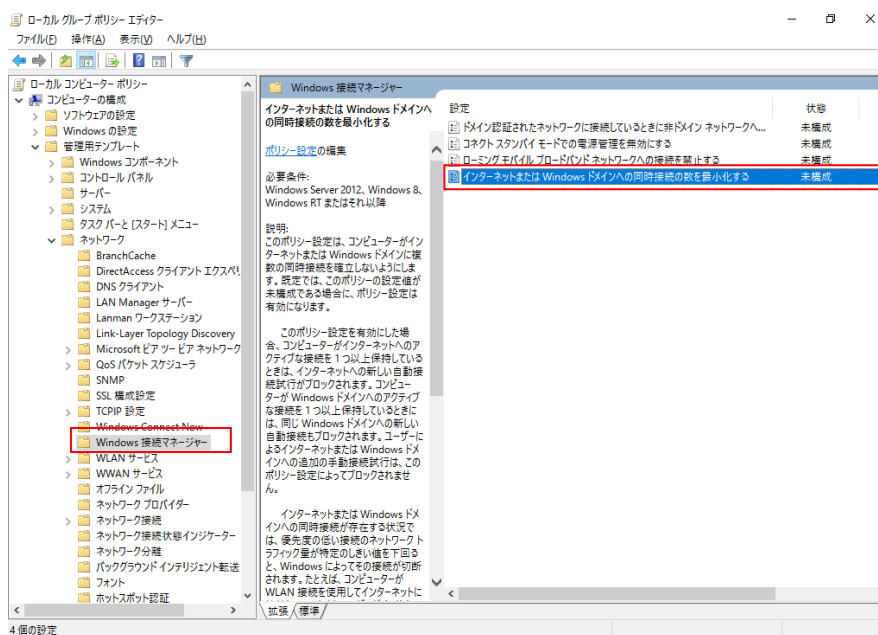 ローカル グループ ポリシー エディター
ファイル(F) 操作(A) 表示(V) ヘルプ(H)
ローカル コンピューター ポリシー
コンピューターの構成
ソフトウェアの設定
Windows の設定
管理用テンプレート
Windows コンポーネント
コントロール パネル
サーバー
システム
タスク バーと [スタート] メニュー
ネットワーク
BranchCache
DirectAccess クライアント エクスペリ
DNS クライアント
LAN Manager サーバー
Lanman ワークステーション
Link-Layer Topology Discovery
Microsoft ピア ツー ピア ネットワーク
QoS パケット スケジューラ
SNMP
SSL 構成設定
TCPIP 設定
Windows Connect Now
Windows 接続マネージャー
WLAN サービス
WWAN サービス
オフライン ファイル
ネットワーク プロバイダー
ネットワーク接続
ネットワーク接続状態インジケーター
ネットワーク分離
バックグラウンド インテリジェント転送
フォント
ホットスポット認証
Windows 接続マネージャー
インターネットまたは Windows ドメインへ
の同時接続の数を最小化する
ポリシー設定の編集
必要条件:
Windows Server 2012、Windows 8、
Windows RT またはそれ以降
説明:
このポリシー設定は、コンピューターがイン
ターネットまたは Windows ドメインに複
数の同時接続を確立しないようにしま
す。既定では、このポリシーの設定値が
未構成である場合に、ポリシー設定は
有効になります。
このポリシー設定を有効にした場
合、コンピューターがインターネットへのア
クティブな接続を 1 つ以上保持している
ときは、インターネットへの新しい自動接
続試行がブロックされます。コンピュー
ターが Windows ドメインへのアクティブ
な接続を 1 つ以上保持しているときに
は、同じ Windows ドメインへの新しい
自動接続もブロックされます。ユーザーに
よるインターネットまたは Windows ドメ
インへの追加の手動接続試行は、この
ポリシー設定によってブロックされませ
ん。
インターネットまたは Windows ドメ
インへの同時接続が存在する状況で
は、優先度の低い接続のネットワークト
ラフィック量が特定のしきい値を下回る
と、Windows によってその接続が切断
されます。たとえば、コンピューターが
WLAN 接続を使用してインターネットに
設定 状態
ドメイン認証されたネットワークに接続しているときに非ドメイン ネットワークへ... 未構成
コネクト スタンバイ モードでの電源管理を無効にする 未構成
ローミング モバイル ブロードバンド ネットワークへの接続を禁止する 未構成
インターネットまたは Windows ドメインへの同時接続の数を最小化する 未構成
拡張 標準
4 個の設定